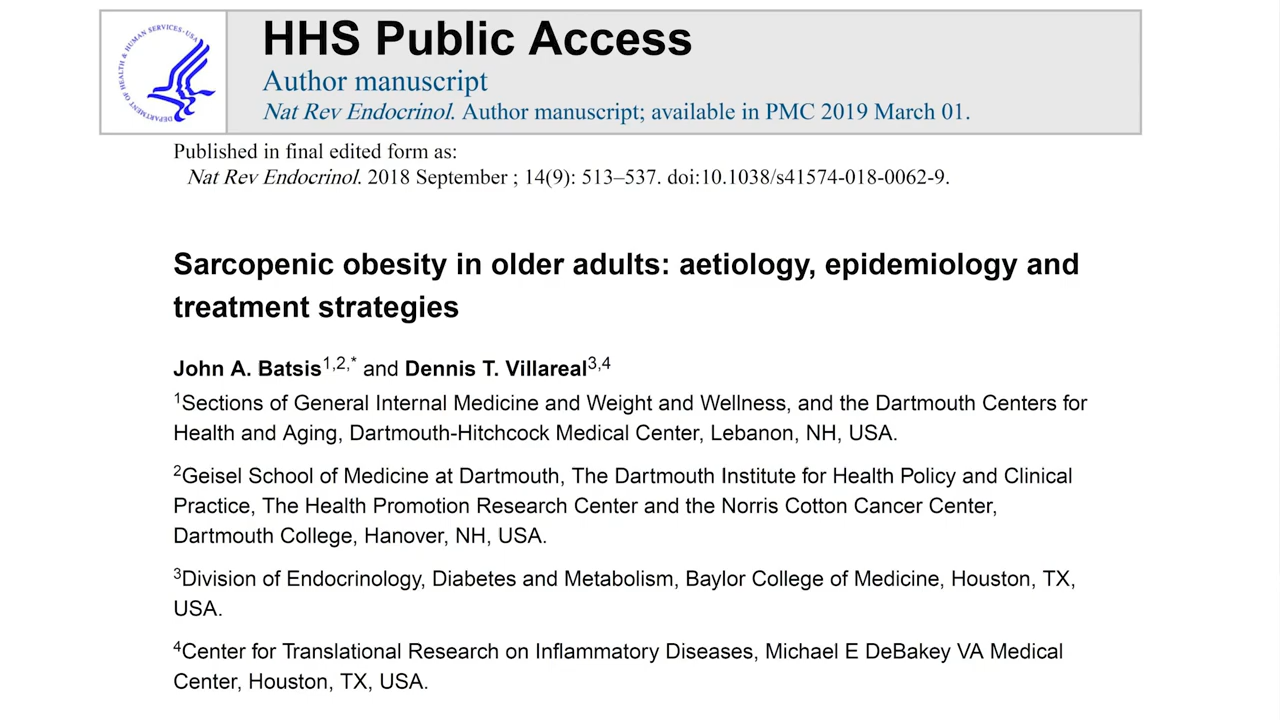 DEPARTMENT OF HEALTH & HUMAN SERVICES · USA
HHS Public Access
Author manuscript
Nat Rev Endocrinol. Author manuscript; available in PMC 2019 March 01.
Published in final edited form as:
Nat Rev Endocrinol. 2018 September ; 14(9): 513–537. doi:10.1038/s41574-018-0062-9.
Sarcopenic obesity in older adults: aetiology, epidemiology and
treatment strategies
John A. Batsis1,2,* and Dennis T. Villareal3,4
1Sections of General Internal Medicine and Weight and Wellness, and the Dartmouth Centers for
Health and Aging, Dartmouth-Hitchcock Medical Center, Lebanon, NH, USA.
2Geisel School of Medicine at Dartmouth, The Dartmouth Institute for Health Policy and Clinical
Practice, The Health Promotion Research Center and the Norris Cotton Cancer Center,
Dartmouth College, Hanover, NH, USA.
3Division of Endocrinology, Diabetes and Metabolism, Baylor College of Medicine, Houston, TX,
USA.
4Center for Translational Research on Inflammatory Diseases, Michael E DeBakey VA Medical
Center, Houston, TX, USA.